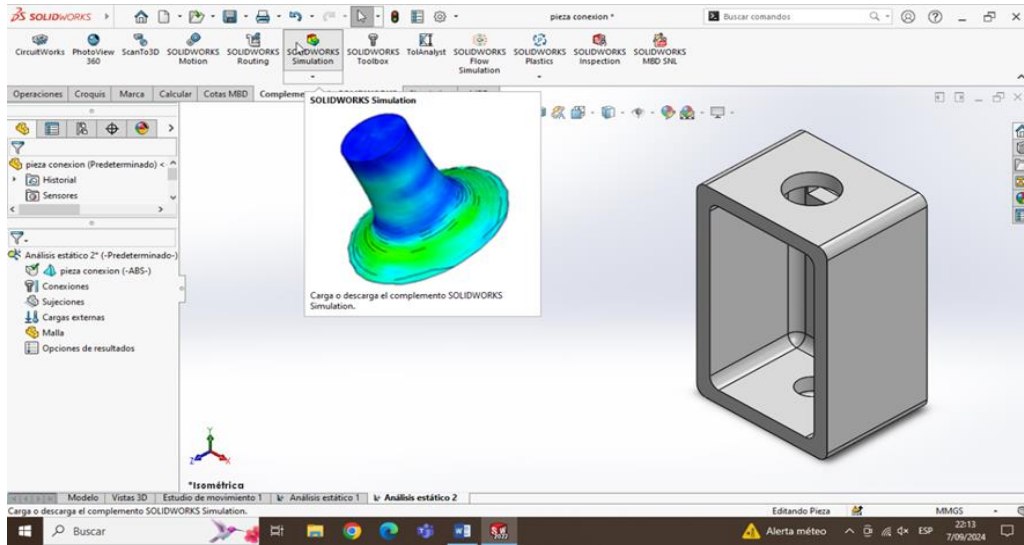 SOLIDWORKS
pieza conexion *
Buscar comandos
CircuitWorks
PhotoView 360
ScanTo3D
SOLIDWORKS Motion
SOLIDWORKS Routing
SOLIDWORKS Simulation
SOLIDWORKS Toolbox
TolAnalyst
SOLIDWORKS Flow Simulation
SOLIDWORKS Plastics
SOLIDWORKS Inspection
SOLIDWORKS MBD SNL
Operaciones Croquis Marca Calcular Cotas MBD Compleme
SOLIDWORKS Simulation
pieza conexion (Predeterminado) <
Historial
Sensores
Análisis estático 2* (-Predeterminado-)
pieza conexion (-ABS-)
Conexiones
Sujeciones
Cargas externas
Malla
Opciones de resultados
Carga o descarga el complemento SOLIDWORKS
Simulation.
Y
Z X
*Isométrica
Modelo Vistas 3D Estudio de movimiento 1 Análisis estático 1 Análisis estático 2
Carga o descarga el complemento SOLIDWORKS Simulation.
Editando Pieza MMGS
Buscar
Alerta méteo ESP 22:13
7/09/2024